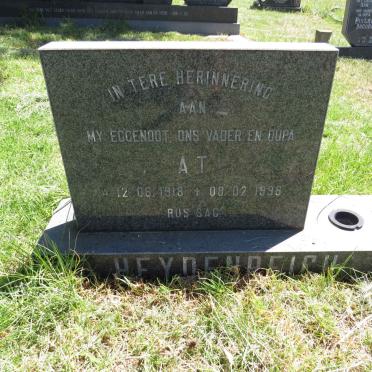 IN TERE HERINNERING
AAN
MY EGGENOOT, ONS VADER EN OUPA
A T
* 12 06 1918 + 08 02 1996
RUS SAG
HEYDENREICH